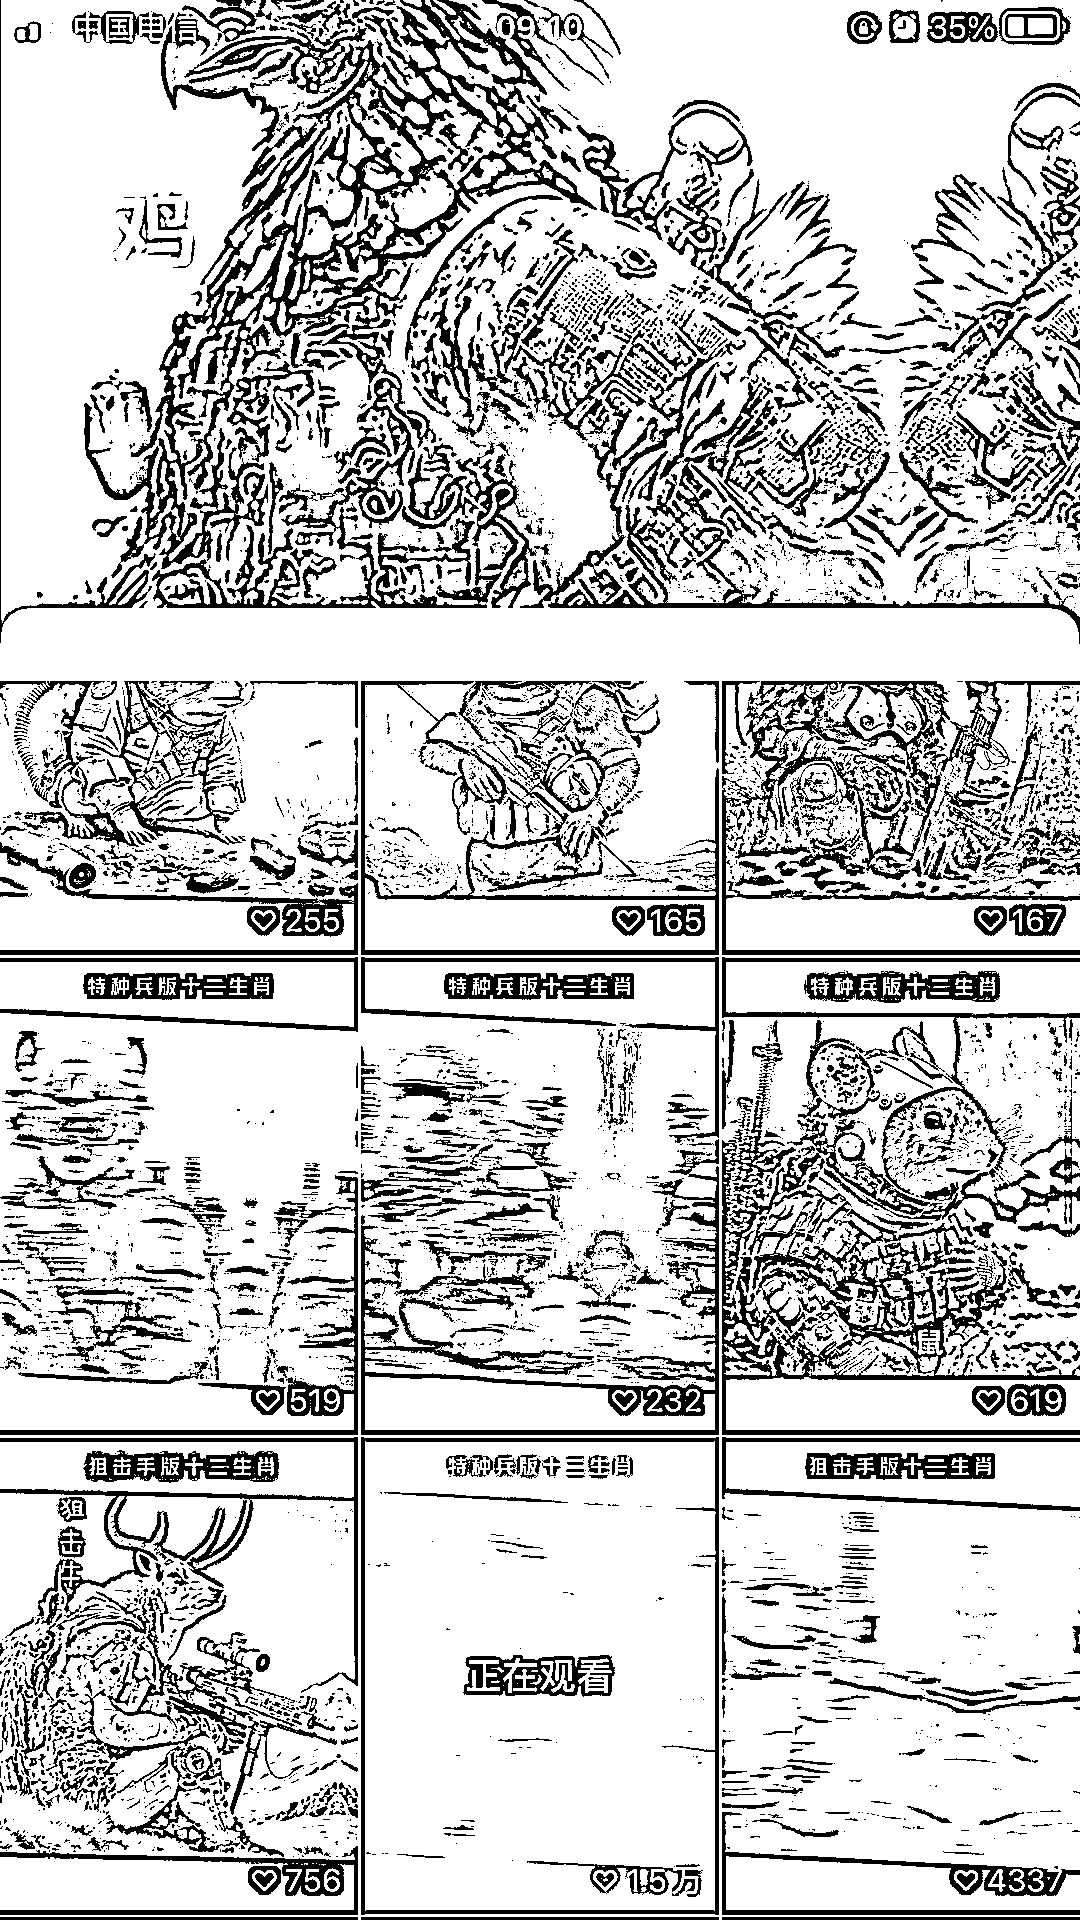 中国电信 09:10 35%
鸡
255 165 167
特种兵版十二生肖 特种兵版十二生肖 特种兵版十二生肖
519 232 619
狙击手版十二生肖 特种兵版十二生肖 狙击手版十二生肖
狙击牛
正在观看
756 1.5万 4337